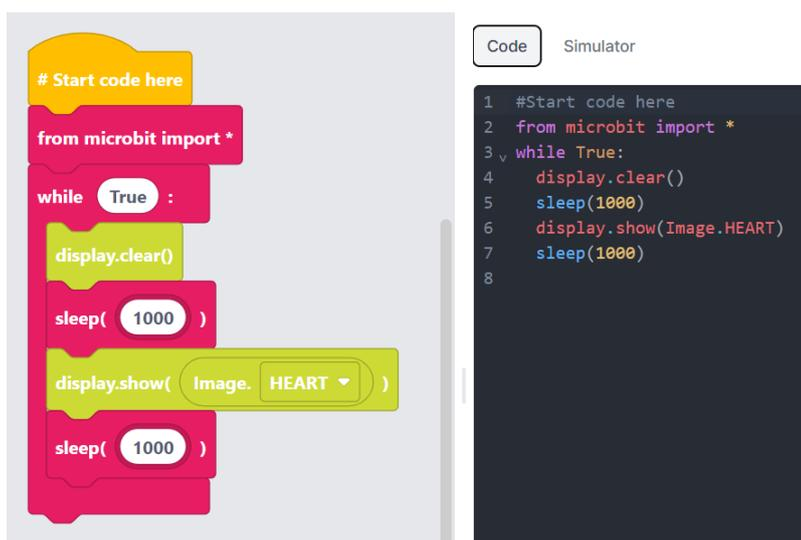 # Start code here
from microbit import *
while True :
display.clear()
sleep( 1000 )
display.show( Image. HEART )
sleep( 1000 )
Code Simulator
1 #Start code here
2 from microbit import *
3 while True:
4 display.clear()
5 sleep(1000)
6 display.show(Image.HEART)
7 sleep(1000)
8